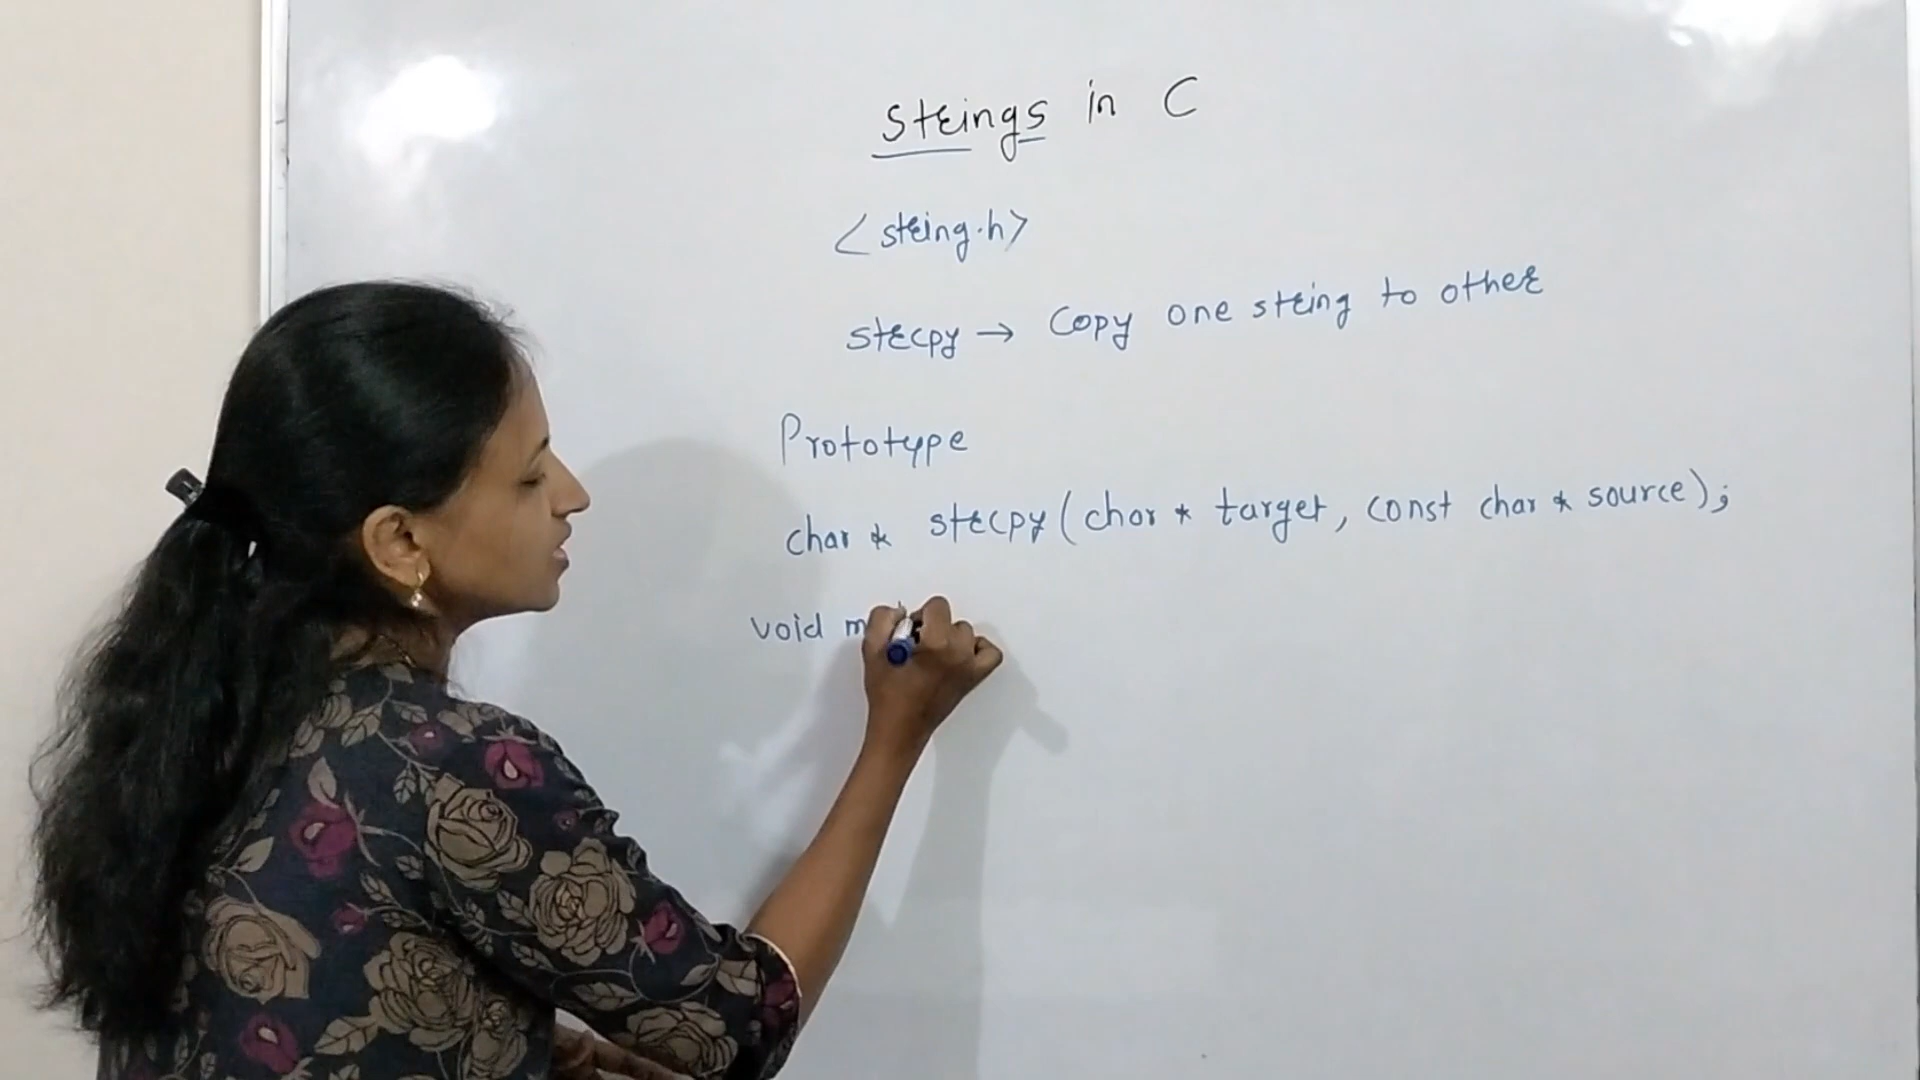 Strings in C
<string.h>
strcpy → Copy one string to other
Prototype
char * strcpy(char * target, const char * source);
void